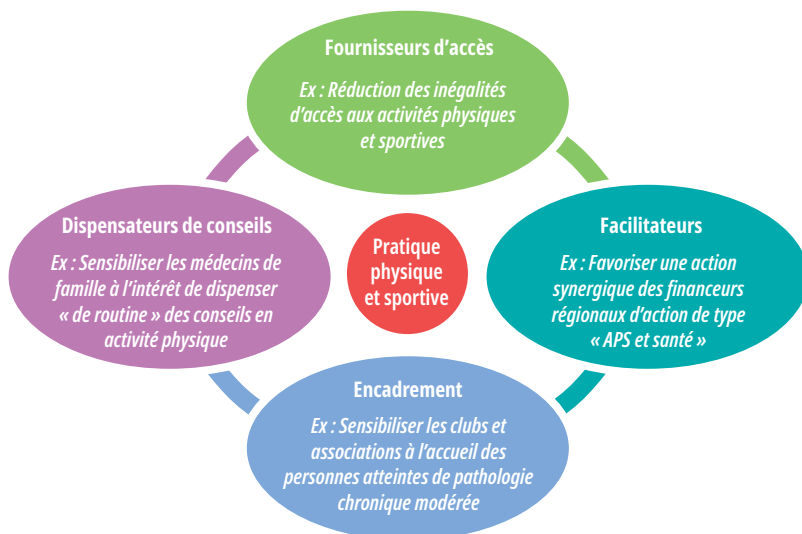 Fournisseurs d’accès
Ex : Réduction des inégalités
d’accès aux activités physiques
et sportives
Dispensateurs de conseils
Ex : Sensibiliser les médecins de
famille à l’intérêt de dispenser
« de routine » des conseils en
activité physique
Pratique
physique
et sportive
Facilitateurs
Ex : Favoriser une action
synergique des financeurs
régionaux d’action de type
« APS et santé »
Encadrement
Ex : Sensibiliser les clubs et
associations à l’accueil des
personnes atteintes de pathologie
chronique modérée